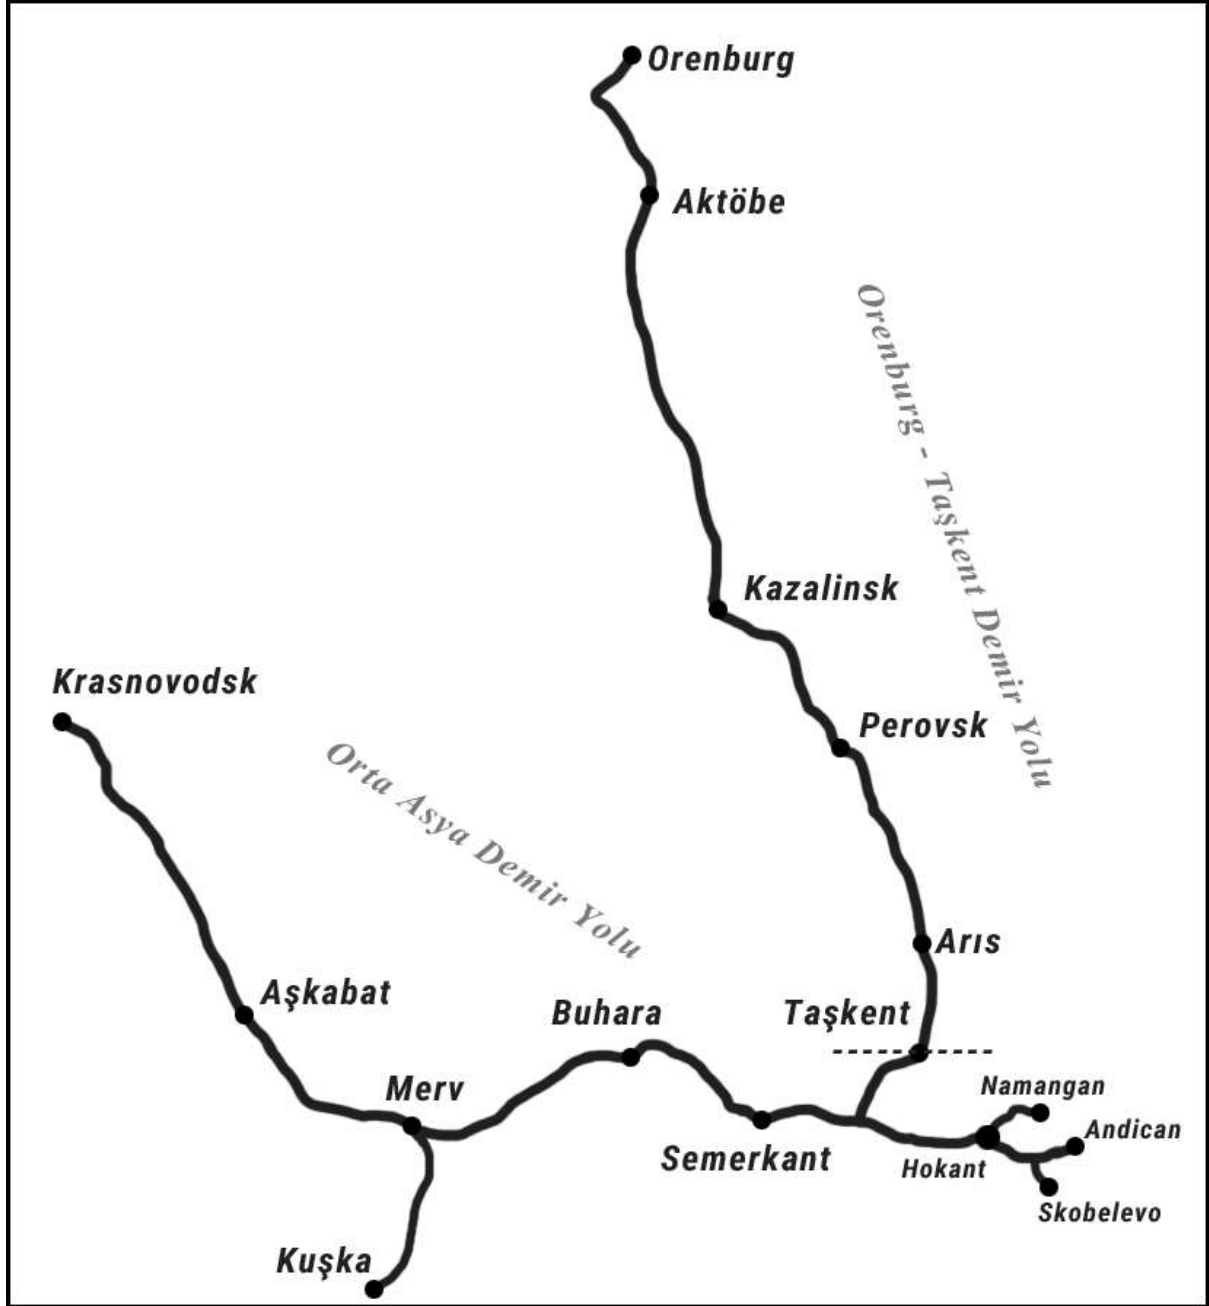 Orenburg
Aktöbe
Orenburg - Taşkent Demir Yolu
Kazalinsk
Krasnovodsk
Perovsk
Orta Asya Demir Yolu
Arıs
Aşkabat
Buhara
Taşkent
Merv
Namangan
Andican
Semerkant
Hokant
Skobelevo
Kuşka